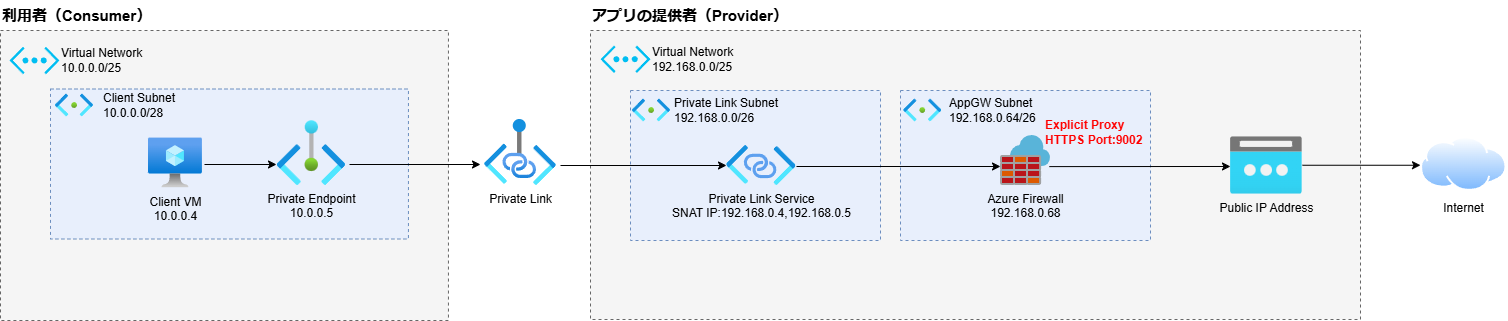 利用者（Consumer）
アプリの提供者（Provider）
Virtual Network
10.0.0.0/25
Client Subnet
10.0.0.0/28
Client VM
10.0.0.4
Private Endpoint
10.0.0.5
Private Link
Virtual Network
192.168.0.0/25
Private Link Subnet
192.168.0.0/26
Private Link Service
SNAT IP:192.168.0.4,192.168.0.5
AppGW Subnet
192.168.0.64/26
Explicit Proxy
HTTPS Port:9002
Azure Firewall
192.168.0.68
Public IP Address
Internet